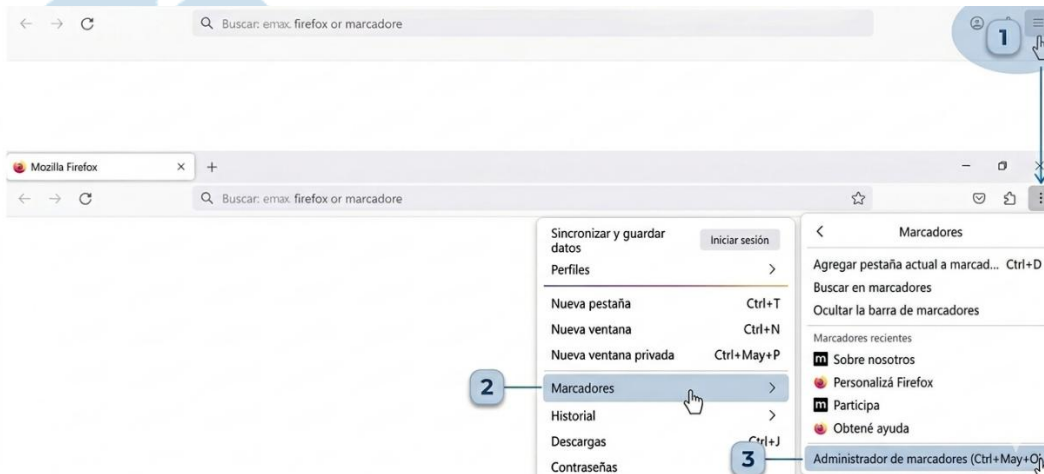 Buscar: emax. firefox or marcadore
1
Mozilla Firefox
Buscar: emax. firefox or marcadore
Sincronizar y guardar
datos
Iniciar sesión
Perfiles
Nueva pestaña Ctrl+T
Nueva ventana Ctrl+N
Nueva ventana privada Ctrl+May+P
2
Marcadores
Historial
Descargas Ctrl+J
Contraseñas
Marcadores
Agregar pestaña actual a marcad... Ctrl+D
Buscar en marcadores
Ocultar la barra de marcadores
Marcadores recientes
m Sobre nosotros
Personalizá Firefox
m Participa
Obtené ayuda
3
Administrador de marcadores (Ctrl+May+O